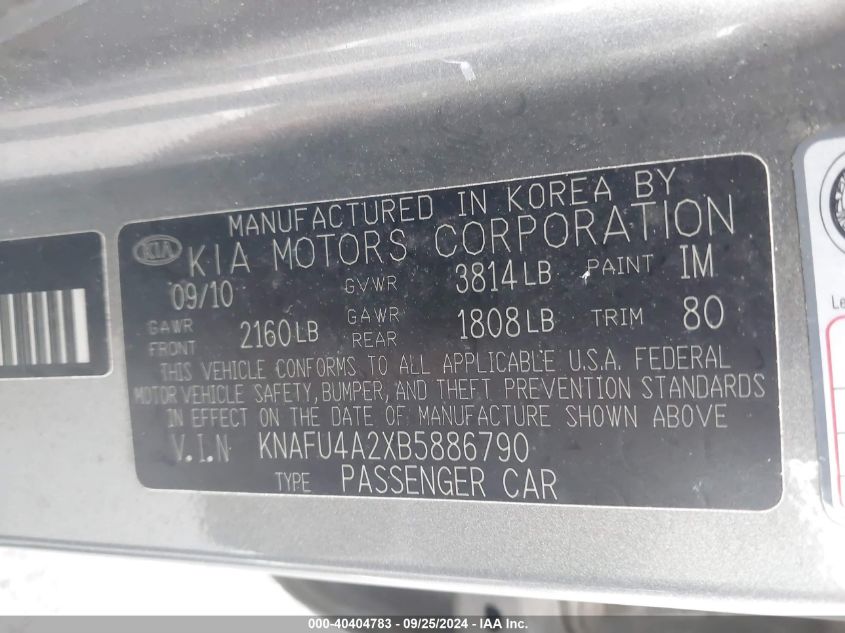 MANUFACTURED IN KOREA BY
KIA KIA MOTORS CORPORATION
09/10 GVWR 3814LB PAINT IM
GAWR FRONT 2160LB GAWR REAR 1808LB TRIM 80
THIS VEHICLE CONFORMS TO ALL APPLICABLE U.S.A. FEDERAL
MOTOR VEHICLE SAFETY, BUMPER, AND THEFT PREVENTION STANDARDS
IN EFFECT ON THE DATE OF MANUFACTURE SHOWN ABOVE
V.I.N KNAFU4A2XB5886790
TYPE PASSENGER CAR
000-40404783 - 09/25/2024 - IAA Inc.